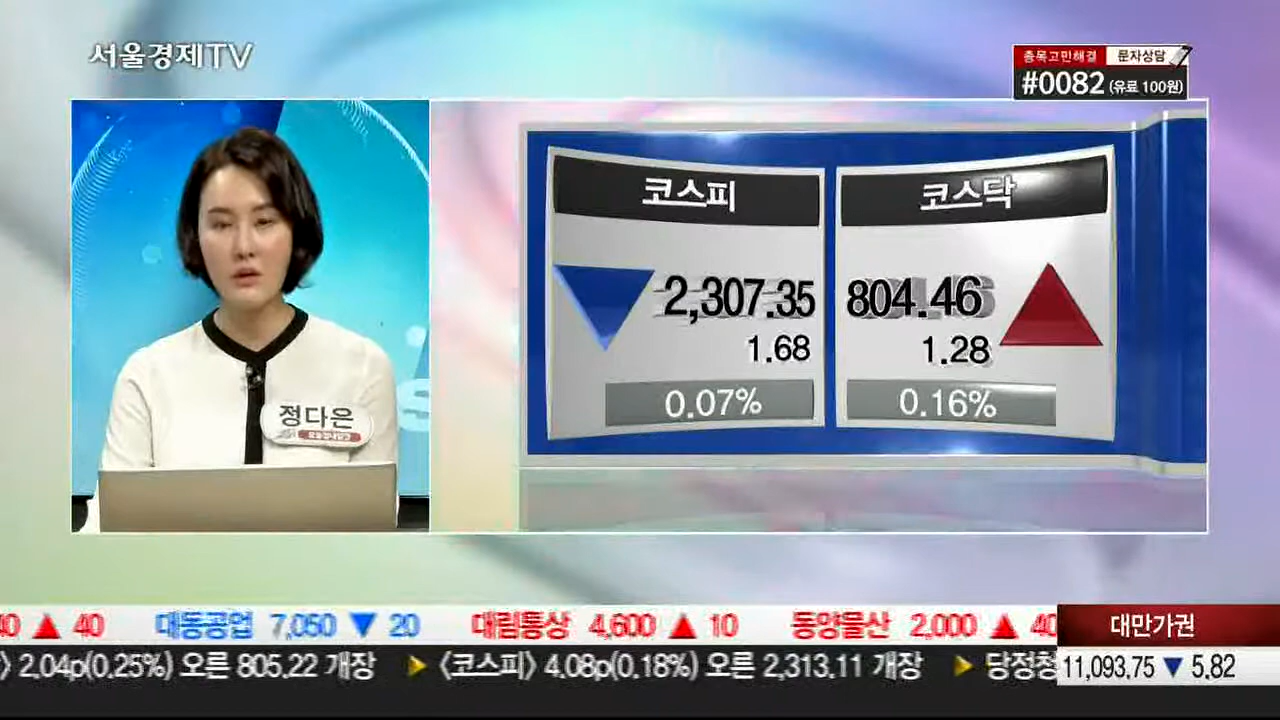 서울경제TV
종목고민해결 문자상담
#0082 (유료 100원)
코스피
2,307.35
1.68
0.07%
코스닥
804.46
1.28
0.16%
정다은
40 ▲ 40 대동공업 7,050 ▼ 20 대림통상 4,600 ▲ 10 동양물산 2,000 ▲ 40
대만가권
〉2.04p(0.25%) 오른 805.22 개장 ▶〈코스피〉4.08p(0.18%) 오른 2,313.11 개장 ▶ 당정청
11,093.75 ▼ 5.82